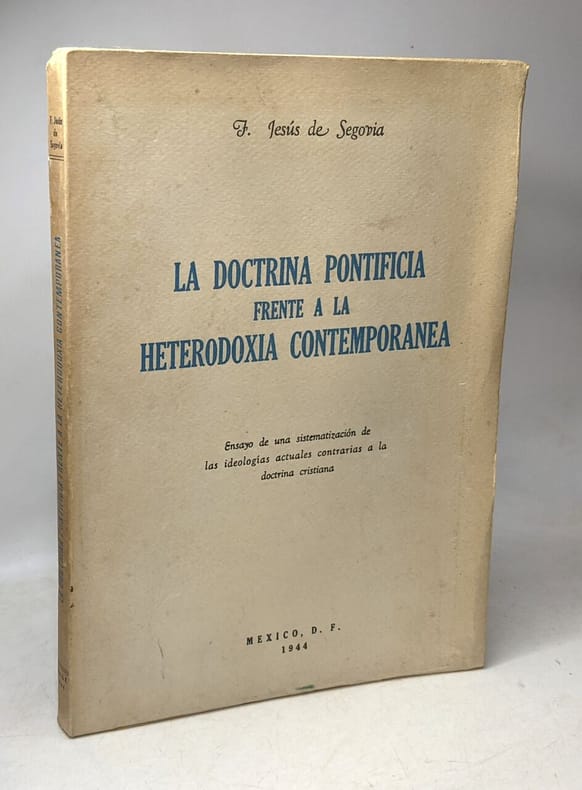 F. Jesús de Segovia
LA DOCTRINA PONTIFICIA
FRENTE A LA
HETERODOXIA CONTEMPORANEA
Ensayo de una sistematización de
las ideologías actuales contrarias a la
doctrina cristiana
MEXICO, D. F.
1944
F. Jesús
de
Segovia
LA DOCTRINA PONTIFICIA FRENTE A LA HETERODOXIA CONTEMPORANEA